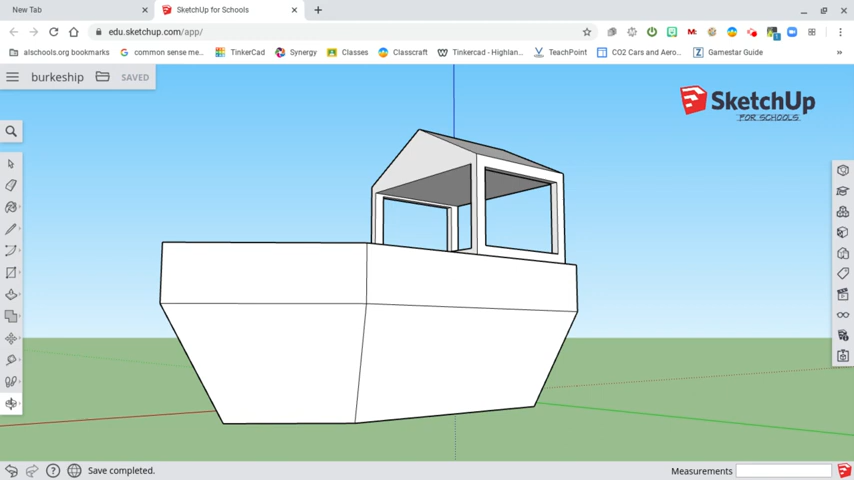 New Tab
SketchUp for Schools
edu.sketchup.com/app/
aischools.org bookmarks
common sense me...
TinkerCad
Synergy
Classes
Classcraft
Tinkercad - Highlan...
TeachPoint
CO2 Cars and Aero...
Gamestar Guide
burkeship
SAVED
SketchUp
FOR SCHOOLS
Save completed.
Measurements